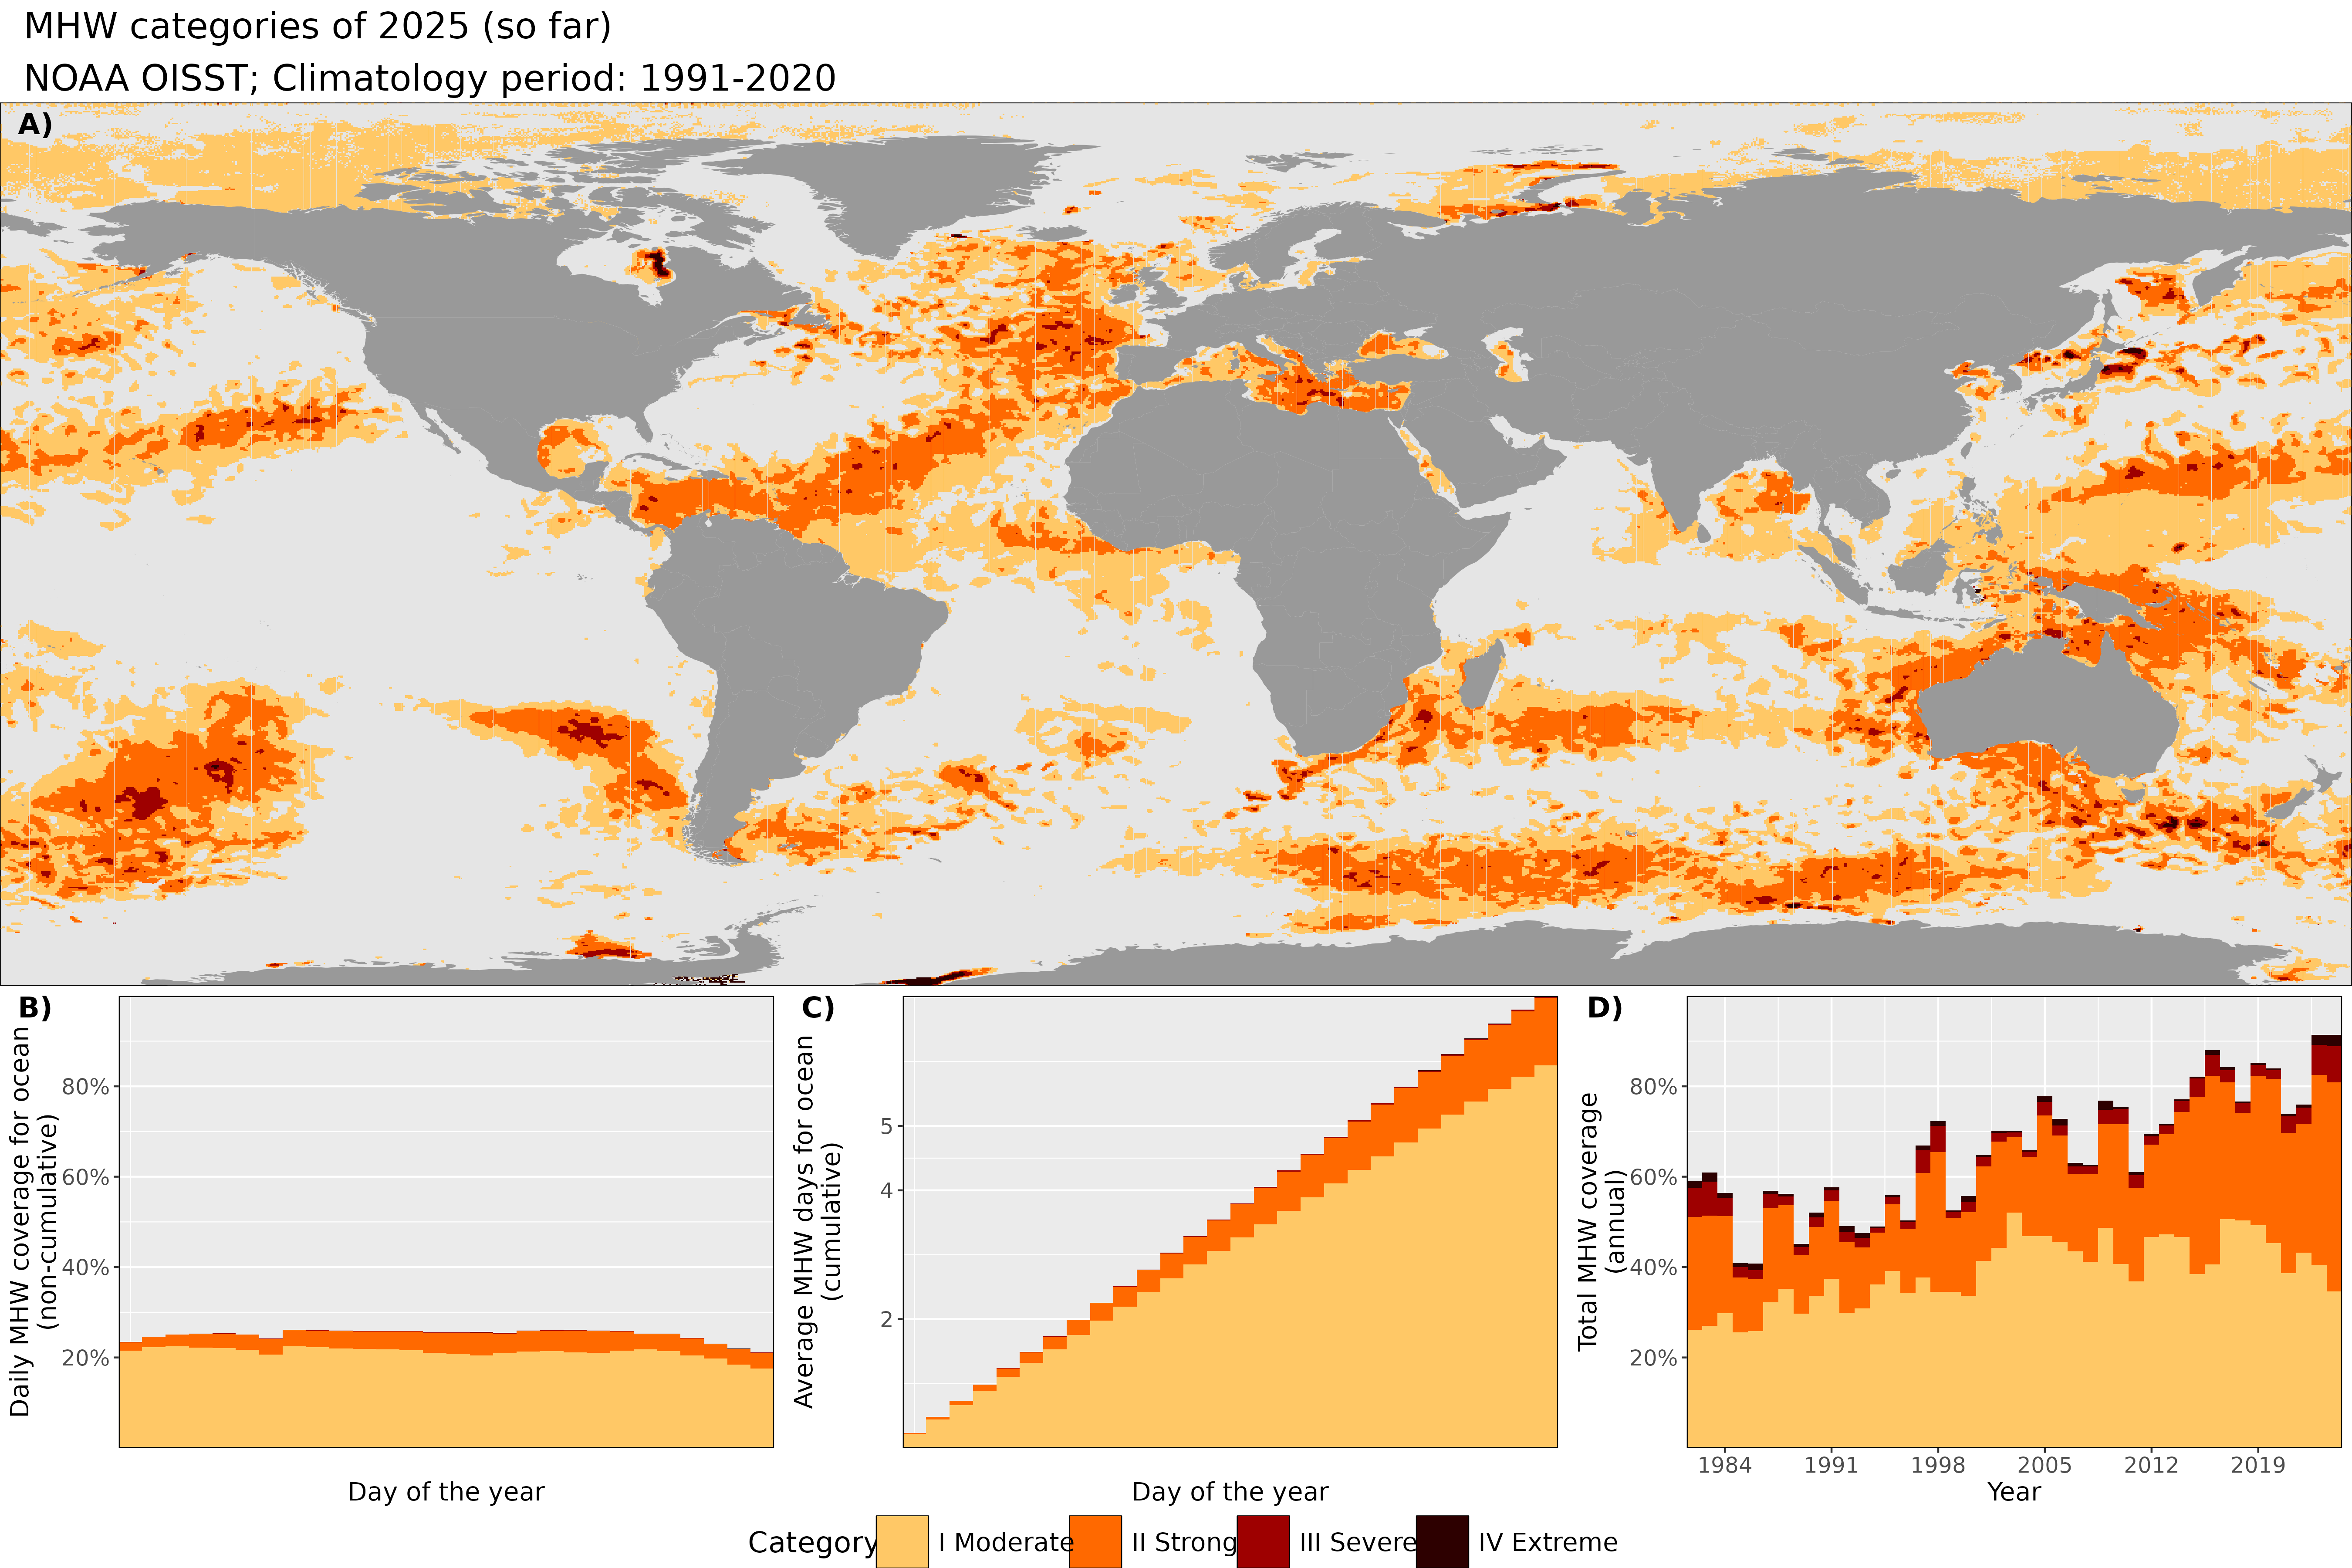 MHW categories of 2025 (so far)
NOAA OISST; Climatology period: 1991-2020
A)
B)
Daily MHW coverage for ocean
(non-cumulative)
80%
60%
40%
20%
Day of the year
C)
Average MHW days for ocean
(cumulative)
5
4
2
Day of the year
D)
Total MHW coverage
(annual)
80%
60%
40%
20%
1984 1991 1998 2005 2012 2019
Year
Category I Moderate II Strong III Severe IV Extreme